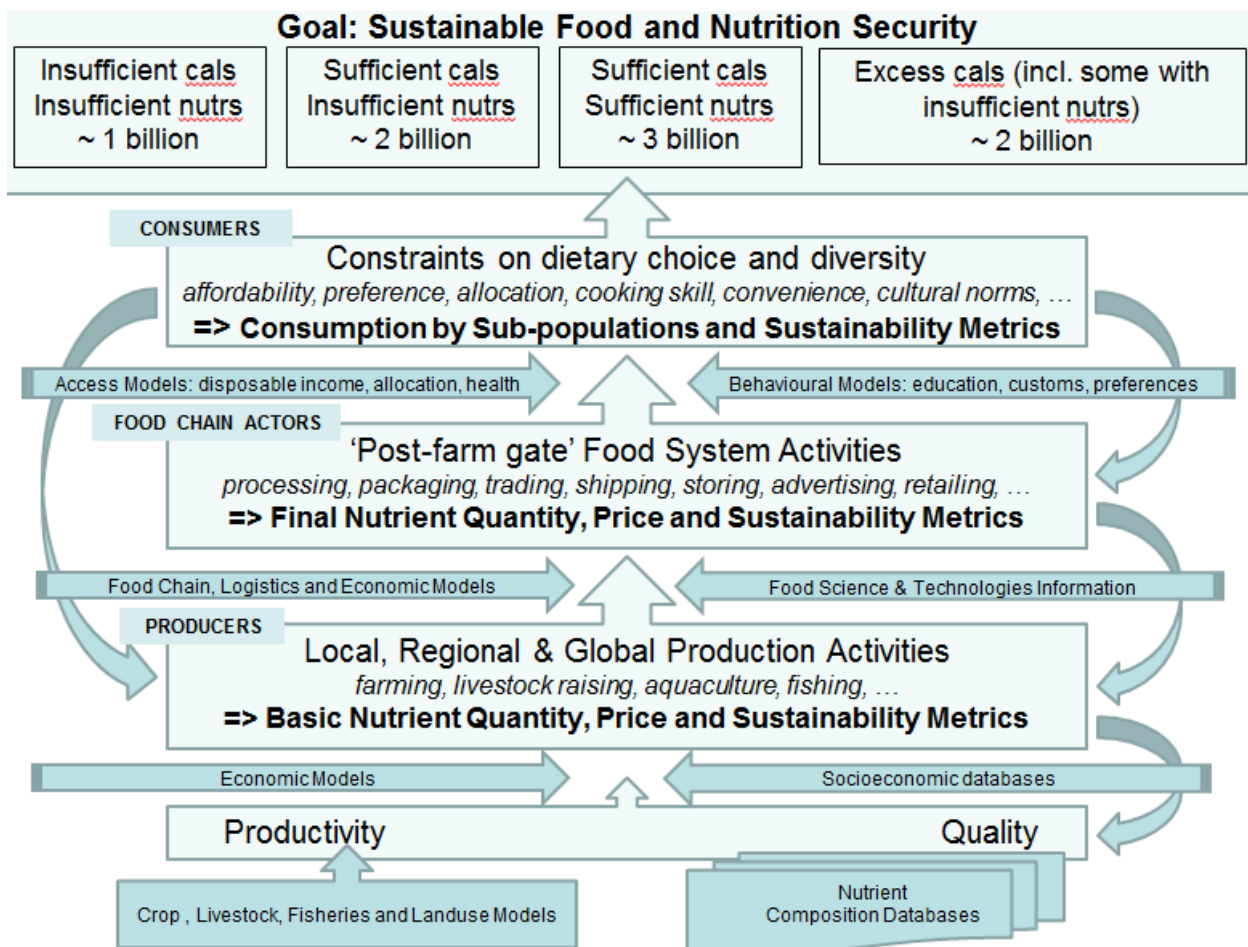 Goal: Sustainable Food and Nutrition Security
Insufficient cals
Insufficient nutrs
~ 1 billion
Sufficient cals
Insufficient nutrs
~ 2 billion
Sufficient cals
Sufficient nutrs
~ 3 billion
Excess cals (incl. some with
insufficient nutrs)
~ 2 billion
CONSUMERS
Constraints on dietary choice and diversity
affordability, preference, allocation, cooking skill, convenience, cultural norms, …
=> Consumption by Sub-populations and Sustainability Metrics
Access Models: disposable income, allocation, health
Behavioural Models: education, customs, preferences
FOOD CHAIN ACTORS
‘Post-farm gate’ Food System Activities
processing, packaging, trading, shipping, storing, advertising, retailing, …
=> Final Nutrient Quantity, Price and Sustainability Metrics
Food Chain, Logistics and Economic Models
Food Science & Technologies Information
PRODUCERS
Local, Regional & Global Production Activities
farming, livestock raising, aquaculture, fishing, …
=> Basic Nutrient Quantity, Price and Sustainability Metrics
Economic Models
Socioeconomic databases
Productivity
Quality
Crop , Livestock, Fisheries and Landuse Models
Nutrient
Composition Databases